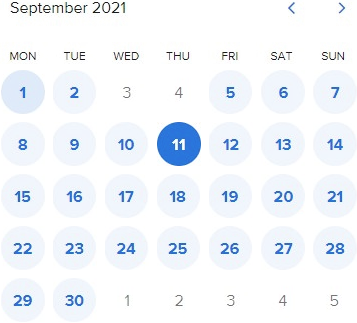 September 2021
MON TUE WED THU FRI SAT SUN
1 2 3 4 5 6 7
8 9 10 11 12 13 14
15 16 17 18 19 20 21
22 23 24 25 26 27 28
29 30 1 2 3 4 5